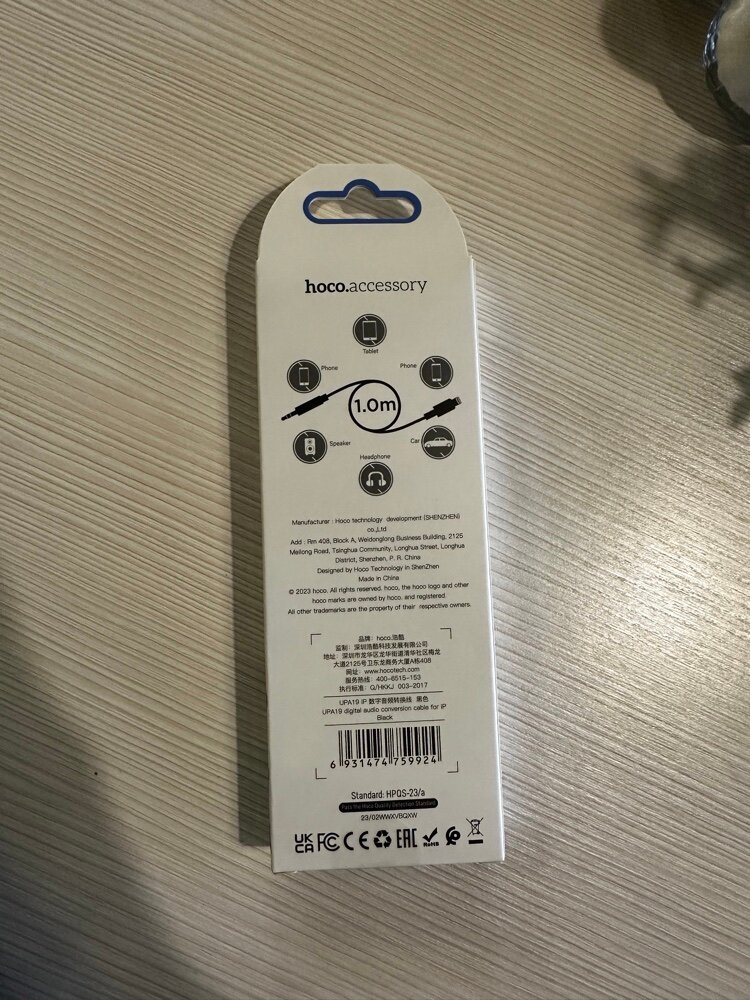 hoco.accessory
Tablet
Phone
Phone
1.0m
Speaker
Car
Headphone
Manufacturer : Hoco technology development (SHENZHEN)
co.,Ltd
Add : Rm 408, Block A, Weidonglong Business Building, 2125
Meilong Road, Tsinghua Community, Longhua Street, Longhua
District, Shenzhen, P. R. China
Designed by Hoco Technology in ShenZhen
Made in China
© 2023 hoco. All rights reserved. hoco, the hoco logo and other
hoco marks are owned by hoco. and registered.
All other trademarks are the property of their respective owners.
品牌: hoco.浩酷
监制: 深圳浩酷科技发展有限公司
地址: 深圳市龙华区龙华街道清华社区梅龙
大道2125号卫东龙商务大厦A栋408
网址: www.hocotech.com
服务热线: 400-6515-153
执行标准: Q/HKKJ 003-2017
UPA19 iP 数字音频转换线 黑色
UPA19 digital audio conversion cable for iP
Black
6 931474 759924
Standard: HPQS-23/a
Pass the Hoco Quality Detection Standard
23/02WWXVBQXW
UK
CA FC CE EAC RoHS